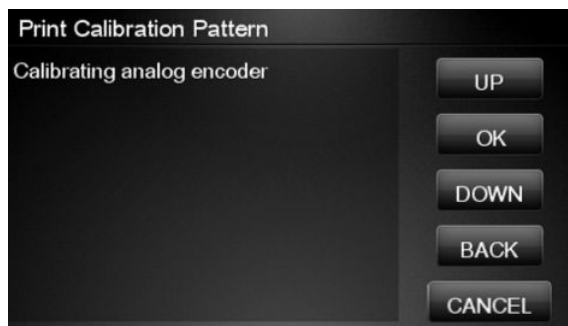 Print Calibration Pattern
Calibrating analog encoder
UP
OK
DOWN
BACK
CANCEL